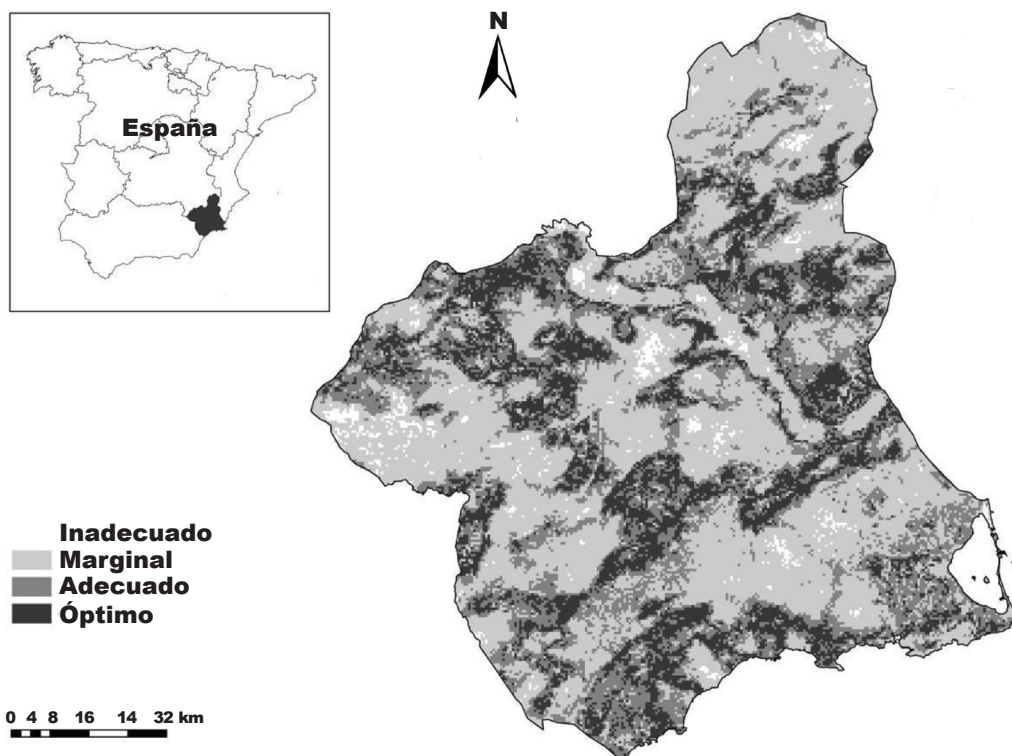 España
N
Inadecuado
Marginal
Adecuado
Óptimo
0 4 8 16 14 32 km